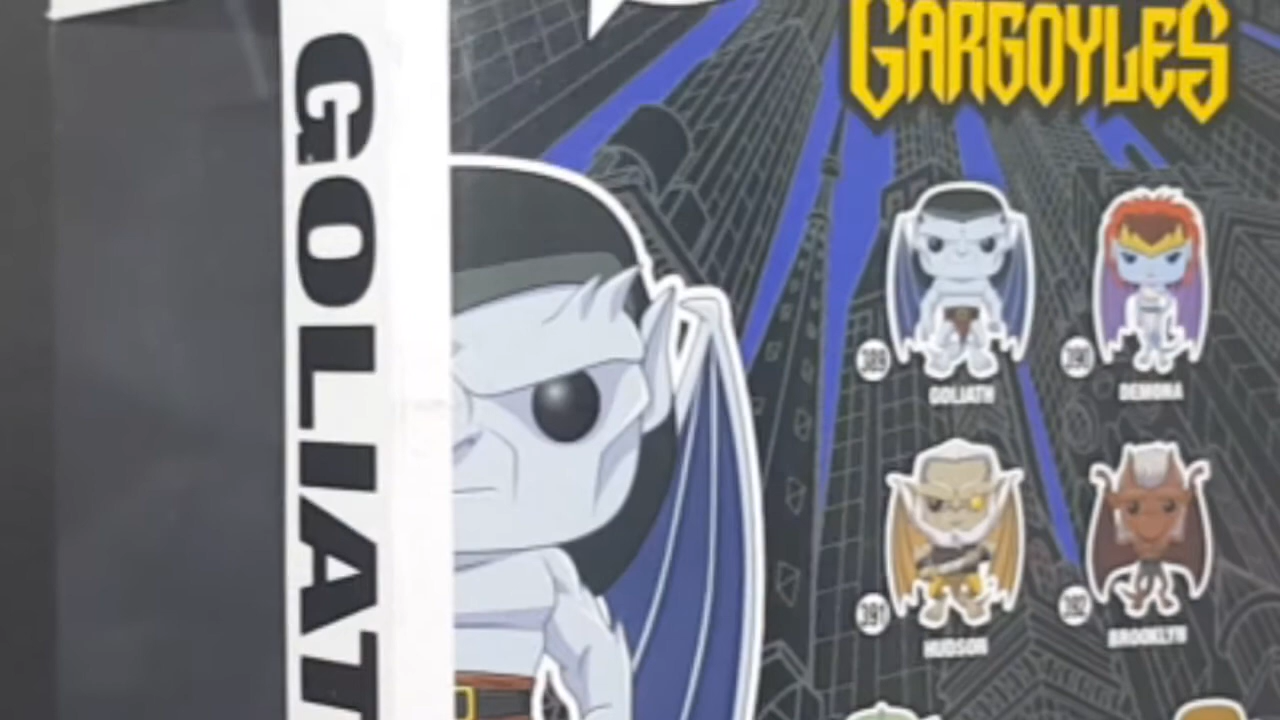 GOLIAT
GARGOYLES
389
GOLIATH
390
DEMONA
391
HUDSON
392
BROOKLYN